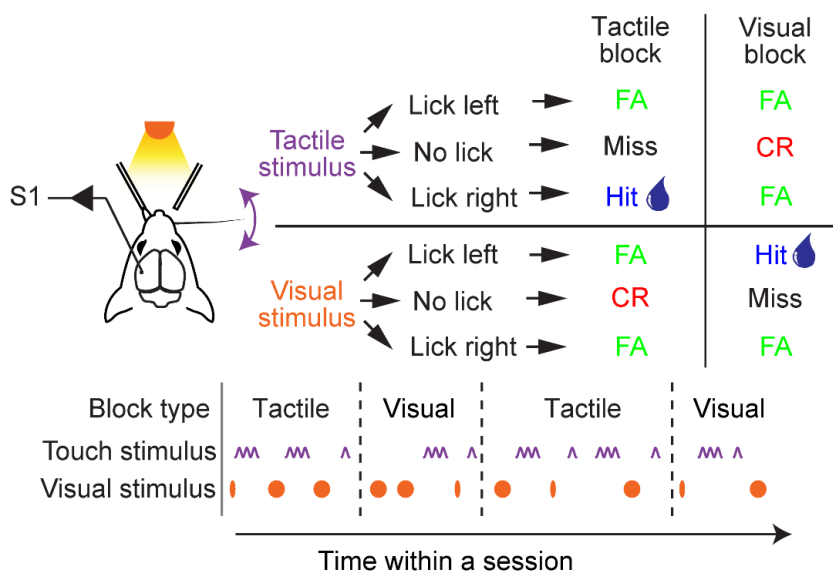 Tactile block
Visual block
S1
Tactile stimulus
Lick left FA FA
No lick Miss CR
Lick right Hit FA
Visual stimulus
Lick left FA Hit
No lick CR Miss
Lick right FA FA
Block type Tactile Visual Tactile Visual
Touch stimulus
Visual stimulus
Time within a session